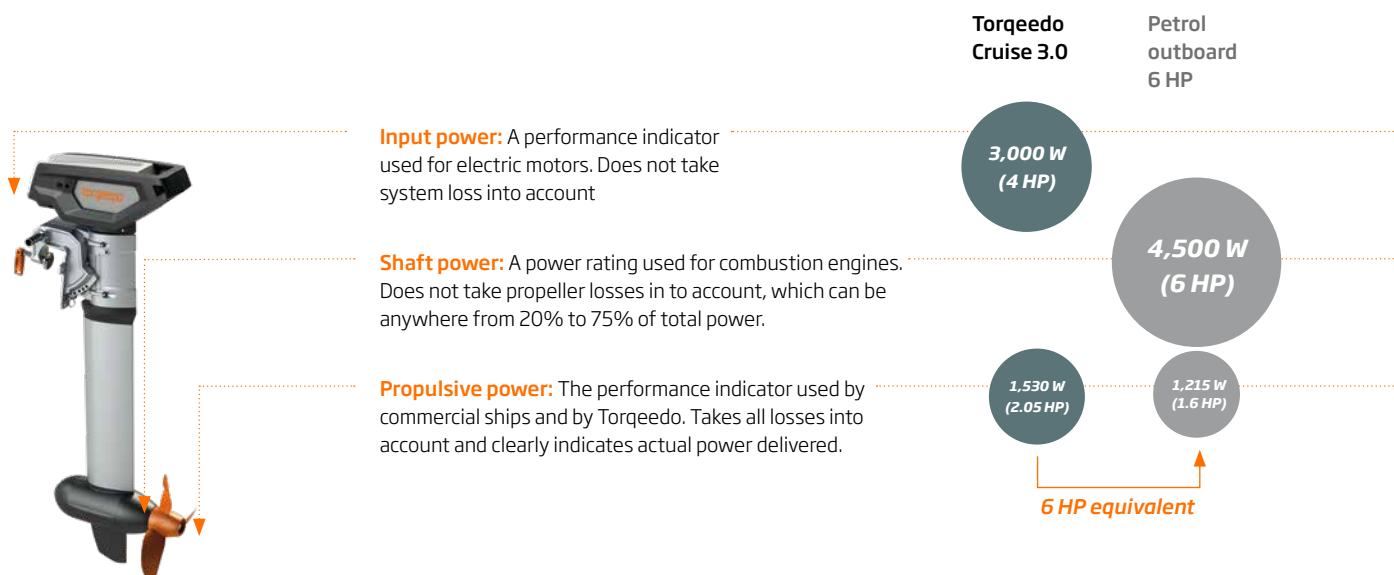 Torqeedo
Cruise 3.0
Petrol
outboard
6 HP
torqeedo
Input power: A performance indicator
used for electric motors. Does not take
system loss into account
3,000 W
(4 HP)
Shaft power: A power rating used for combustion engines.
Does not take propeller losses in to account, which can be
anywhere from 20% to 75% of total power.
4,500 W
(6 HP)
Propulsive power: The performance indicator used by
commercial ships and by Torqeedo. Takes all losses into
account and clearly indicates actual power delivered.
1,530 W
(2.05 HP)
1,215 W
(1.6 HP)
6 HP equivalent